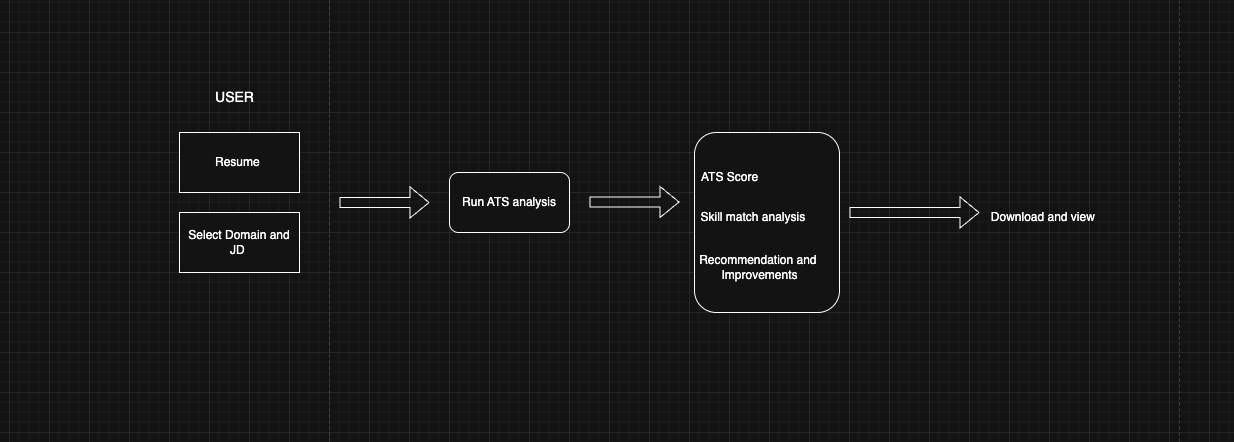 USER
Resume
Select Domain and
JD
Run ATS analysis
ATS Score
Skill match analysis
Recommendation and
Improvements
Download and view